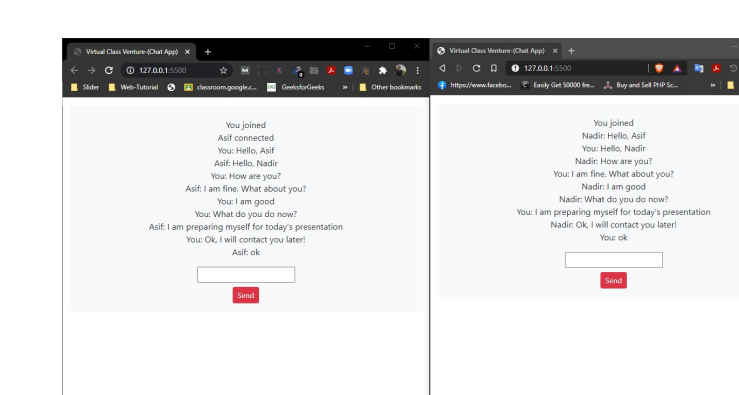 Virtual Class Venture-(Chat App)
127.0.0.1:5500
Slider Web-Tutorial classroom.google.c... GeeksforGeeks » Other bookmarks
You joined
Asif connected
You: Hello, Asif
Asif: Hello, Nadir
You: How are you?
Asif: I am fine. What about you?
You: I am good
You: What do you do now?
Asif: I am preparing myself for today's presentation
You: Ok, I will contact you later!
Asif: ok
Send
Virtual Class Venture-(Chat App)
127.0.0.1:5500
https://www.facebo... Easily Get 50000 fre... Buy and Sell PHP Sc... »
You joined
Nadir: Hello, Asif
You: Hello, Nadir
Nadir: How are you?
You: I am fine. What about you?
Nadir: I am good
Nadir: What do you do now?
You: I am preparing myself for today's presentation
Nadir: Ok, I will contact you later!
You: ok
Send